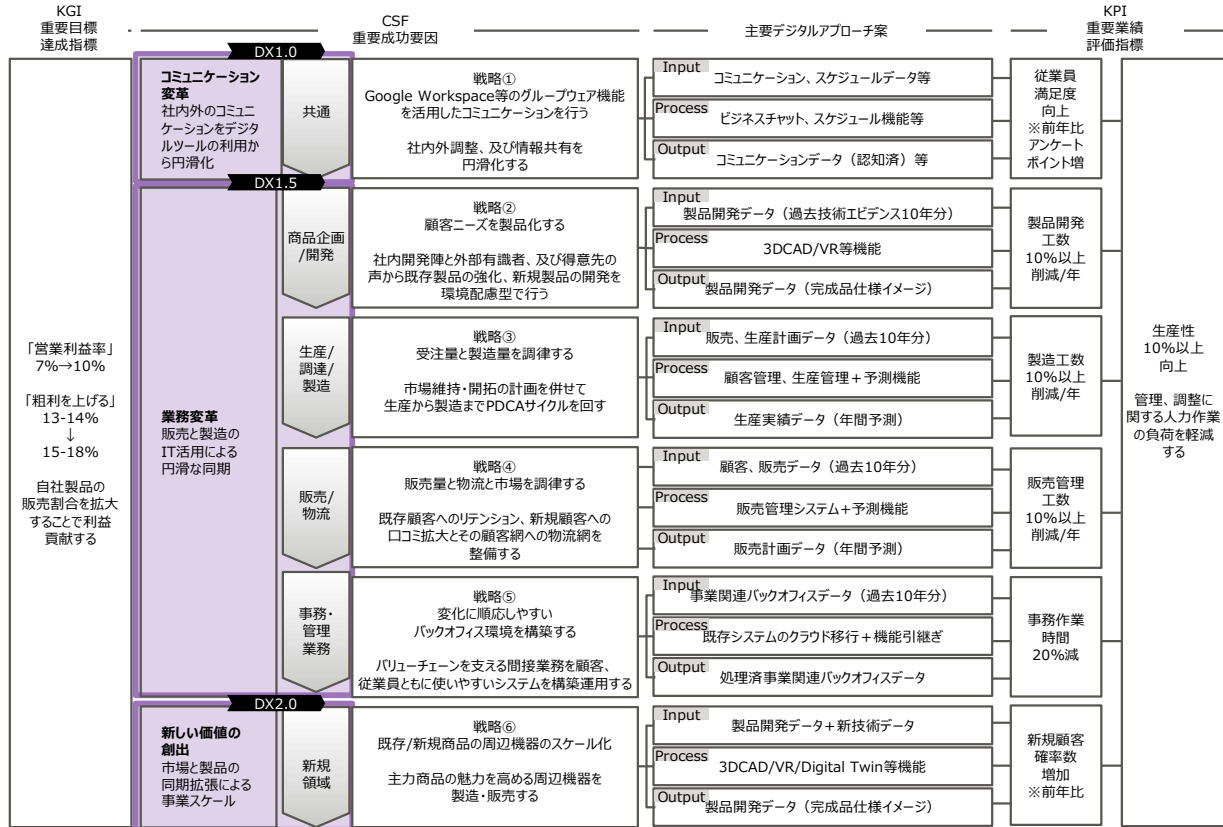 KGI
重要目標
達成指標
CSF
重要成功要因
主要デジタルアプローチ案
KPI
重要業績
評価指標
「営業利益率」
7%→10%
「粗利を上げる」
13-14%
↓
15-18%
自社製品の
販売割合を拡大
することで利益
貢献する
DX1.0
コミュニケーション
変革
社内外のコミュニ
ケーションをデジタ
ルツールの利用か
ら円滑化
共通
戦略①
Google Workspace等のグループウェア機能
を活用したコミュニケーションを行う
社内外調整、及び情報共有を
円滑化する
Input
コミュニケーション、スケジュールデータ等
Process
ビジネスチャット、スケジュール機能等
Output
コミュニケーションデータ（認知済）等
従業員
満足度
向上
※前年比
アンケート
ポイント増
DX1.5
業務変革
販売と製造の
IT活用による
円滑な同期
商品企画
/開発
戦略②
顧客ニーズを製品化する
社内開発陣と外部有識者、及び得意先の
声から既存製品の強化、新規製品の開発を
環境配慮型で行う
Input
製品開発データ（過去技術エビデンス10年分）
Process
3DCAD/VR等機能
Output
製品開発データ（完成品仕様イメージ）
製品開発
工数
10%以上
削減/年
生産/
調達/
製造
戦略③
受注量と製造量を調律する
市場維持・開拓の計画を併せて
生産から製造までPDCAサイクルを回す
Input
販売、生産計画データ（過去10年分）
Process
顧客管理、生産管理＋予測機能
Output
生産実績データ（年間予測）
製造工数
10%以上
削減/年
販売/
物流
戦略④
販売量と物流と市場を調律する
既存顧客へのリテンション、新規顧客への
口コミ拡大とその顧客網への物流網を
整備する
Input
顧客、販売データ（過去10年分）
Process
販売管理システム＋予測機能
Output
販売計画データ（年間予測）
販売管理
工数
10%以上
削減/年
事務・
管理
業務
戦略⑤
変化に順応しやすい
バックオフィス環境を構築する
バリューチェーンを支える間接業務を顧客、
従業員ともに使いやすいシステムを構築運用する
Input
事業関連バックオフィスデータ（過去10年分）
Process
既存システムのクラウド移行＋機能引継ぎ
Output
処理済事業関連バックオフィスデータ
事務作業
時間
20%減
DX2.0
新しい価値の
創出
市場と製品の
同期拡張による
事業スケール
新規
領域
戦略⑥
既存/新規商品の周辺機器のスケール化
主力商品の魅力を高める周辺機器を
製造・販売する
Input
製品開発データ＋新技術データ
Process
3DCAD/VR/Digital Twin等機能
Output
製品開発データ（完成品仕様イメージ）
新規顧客
確率数
増加
※前年比
生産性
10%以上
向上
管理、調整に
関する人力作業
の負荷を軽減
する